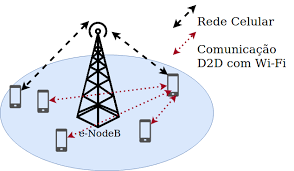 Rede Celular
Comunicação
D2D com Wi-Fi
e-NodeB